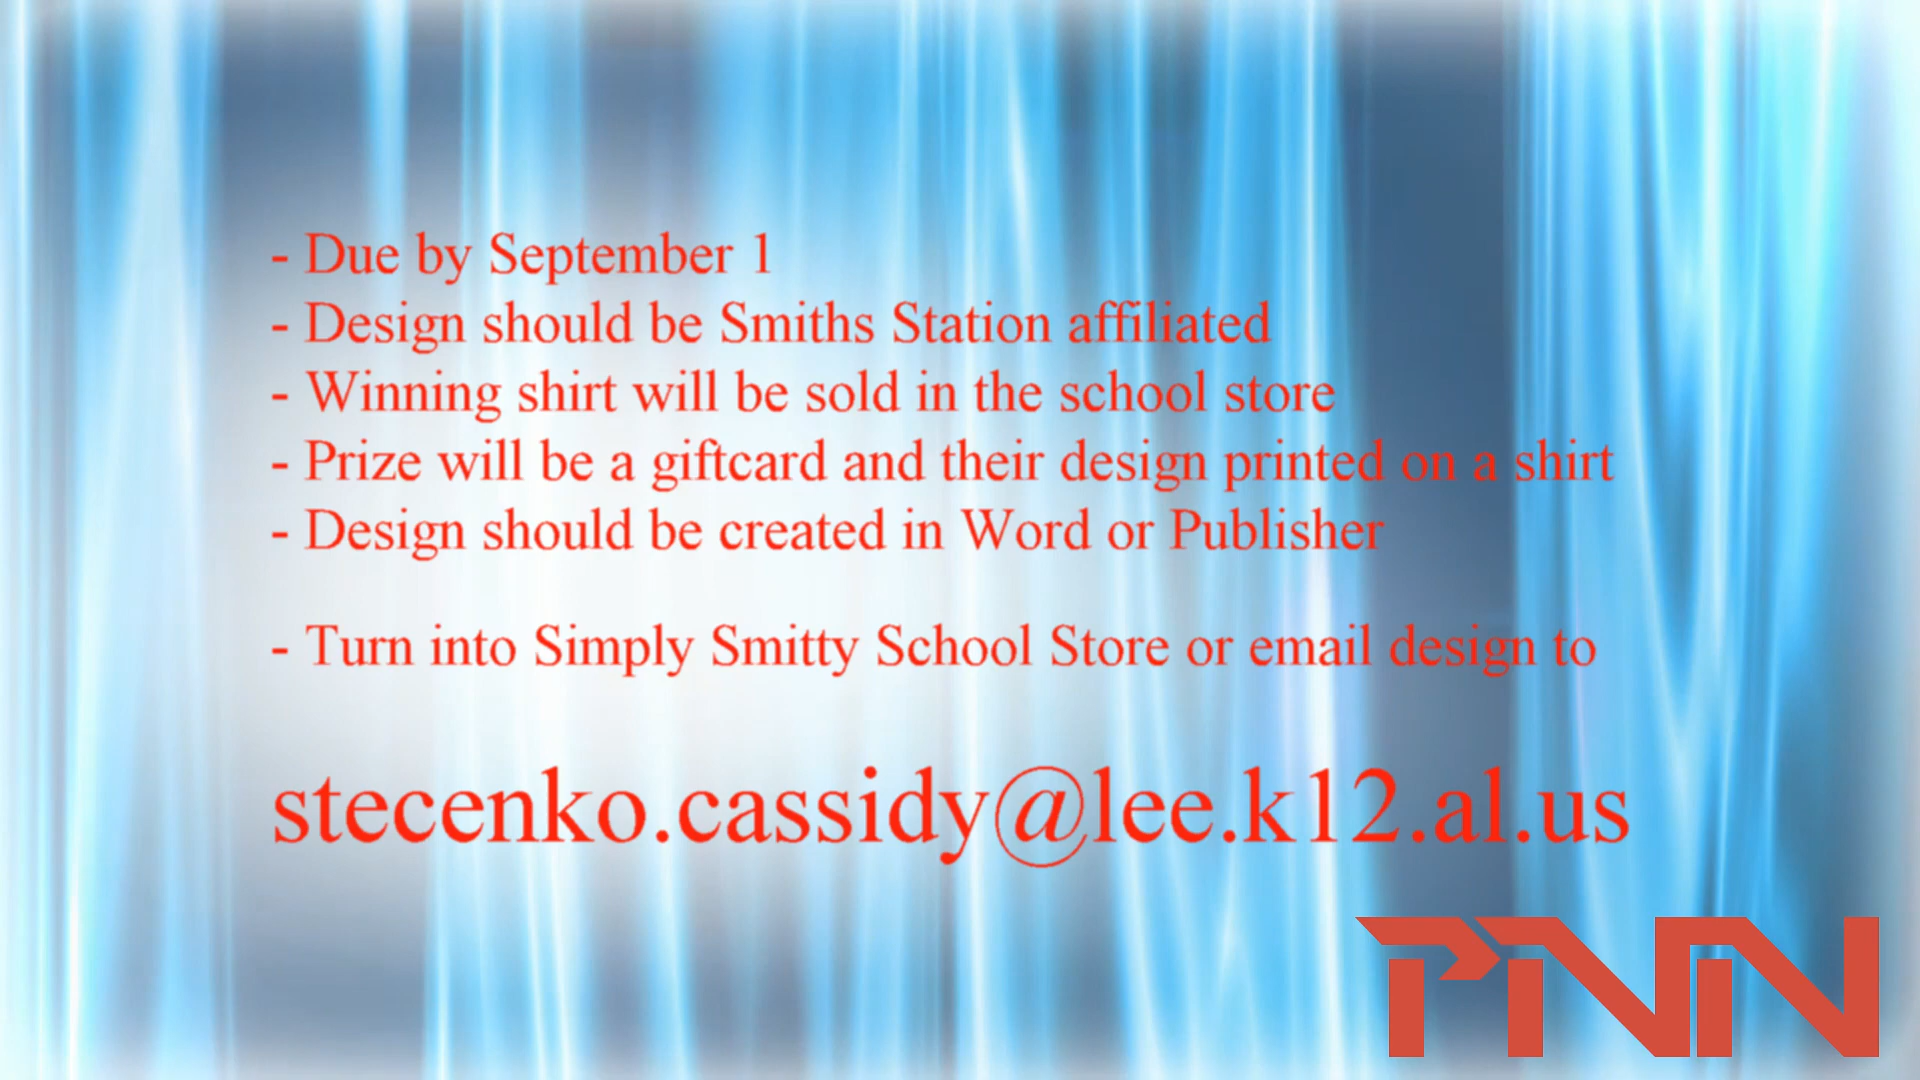 - Due by September 1
- Design should be Smiths Station affiliated
- Winning shirt will be sold in the school store
- Prize will be a giftcard and their design printed on a shirt
- Design should be created in Word or Publisher
- Turn into Simply Smitty School Store or email design to
stecenko.cassidy@lee.k12.al.us
PNN